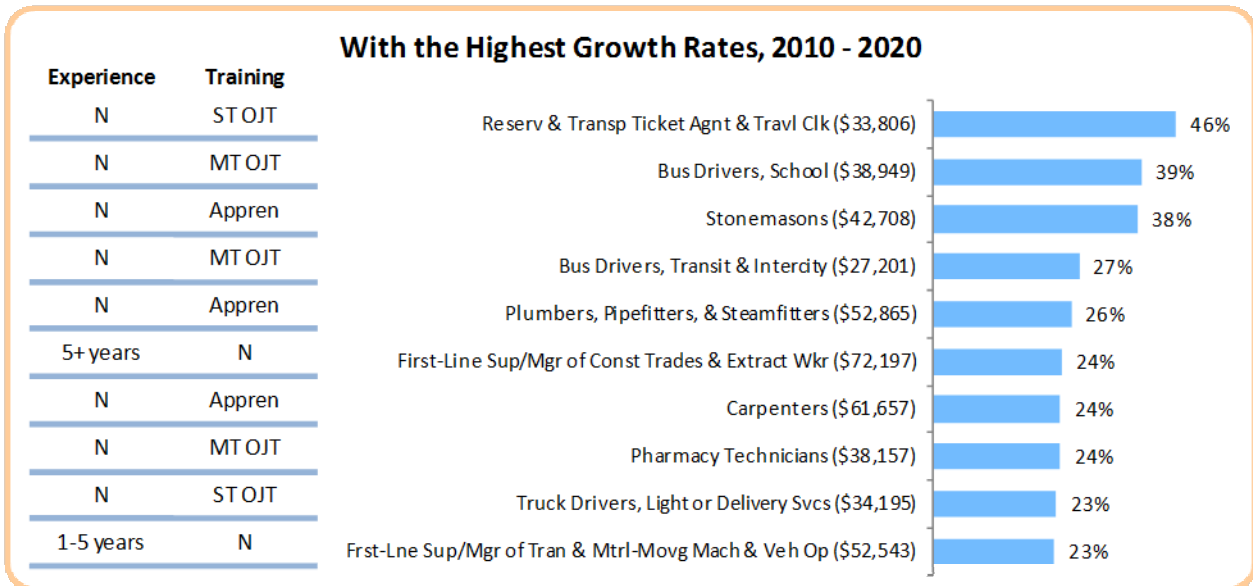 With the Highest Growth Rates, 2010 - 2020
Experience Training
N ST OJT Reserv & Transp Ticket Agnt & Travl Clk ($33,806) 46%
N MT OJT Bus Drivers, School ($38,949) 39%
N Appren Stonemasons ($42,708) 38%
N MT OJT Bus Drivers, Transit & Intercity ($27,201) 27%
N Appren Plumbers, Pipefitters, & Steamfitters ($52,865) 26%
5+ years N First-Line Sup/Mgr of Const Trades & Extract Wkr ($72,197) 24%
N Appren Carpenters ($61,657) 24%
N MT OJT Pharmacy Technicians ($38,157) 24%
N ST OJT Truck Drivers, Light or Delivery Svcs ($34,195) 23%
1-5 years N Frst-Lne Sup/Mgr of Tran & Mtrl-Movg Mach & Veh Op ($52,543) 23%